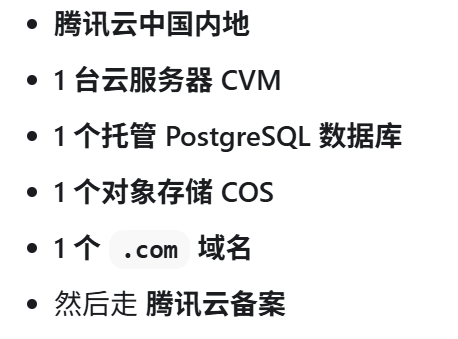 腾讯云中国内地
1 台云服务器 CVM
1 个托管 PostgreSQL 数据库
1 个对象存储 COS
1 个 .com 域名
然后走 腾讯云备案